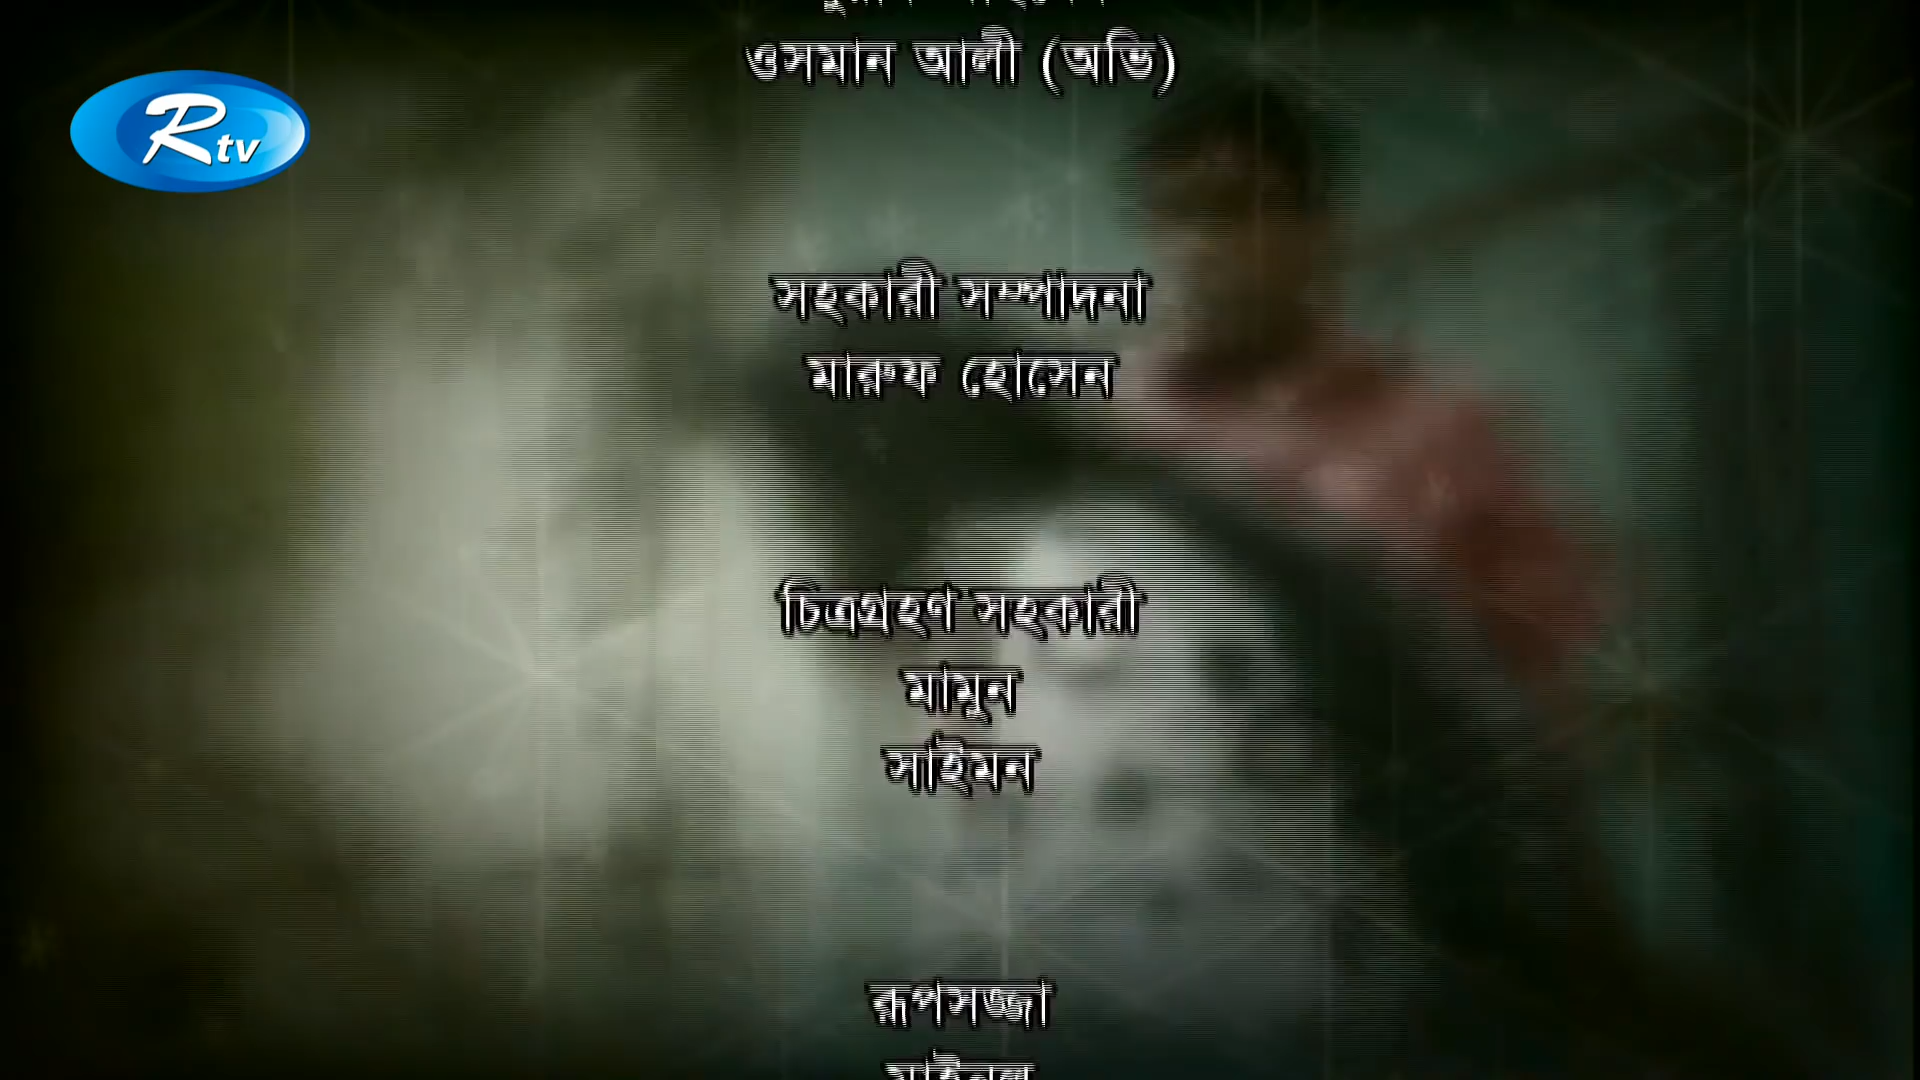 ওসমান আলী (অভি)
Rtv
সহকারী সম্পাদনা
মারুফ হোসেন
চিত্রগ্রহণ সহকারী
মামুন
সাইমন
রূপসজ্জা